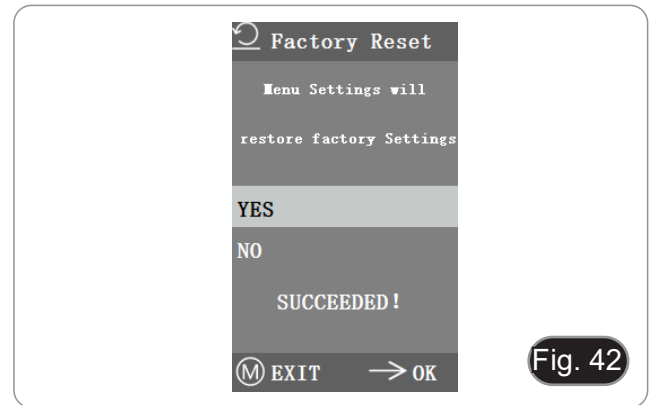 Factory Reset
Menu Settings will
restore factory Settings
YES
NO
SUCCEEDED!
M EXIT → OK
Fig. 42